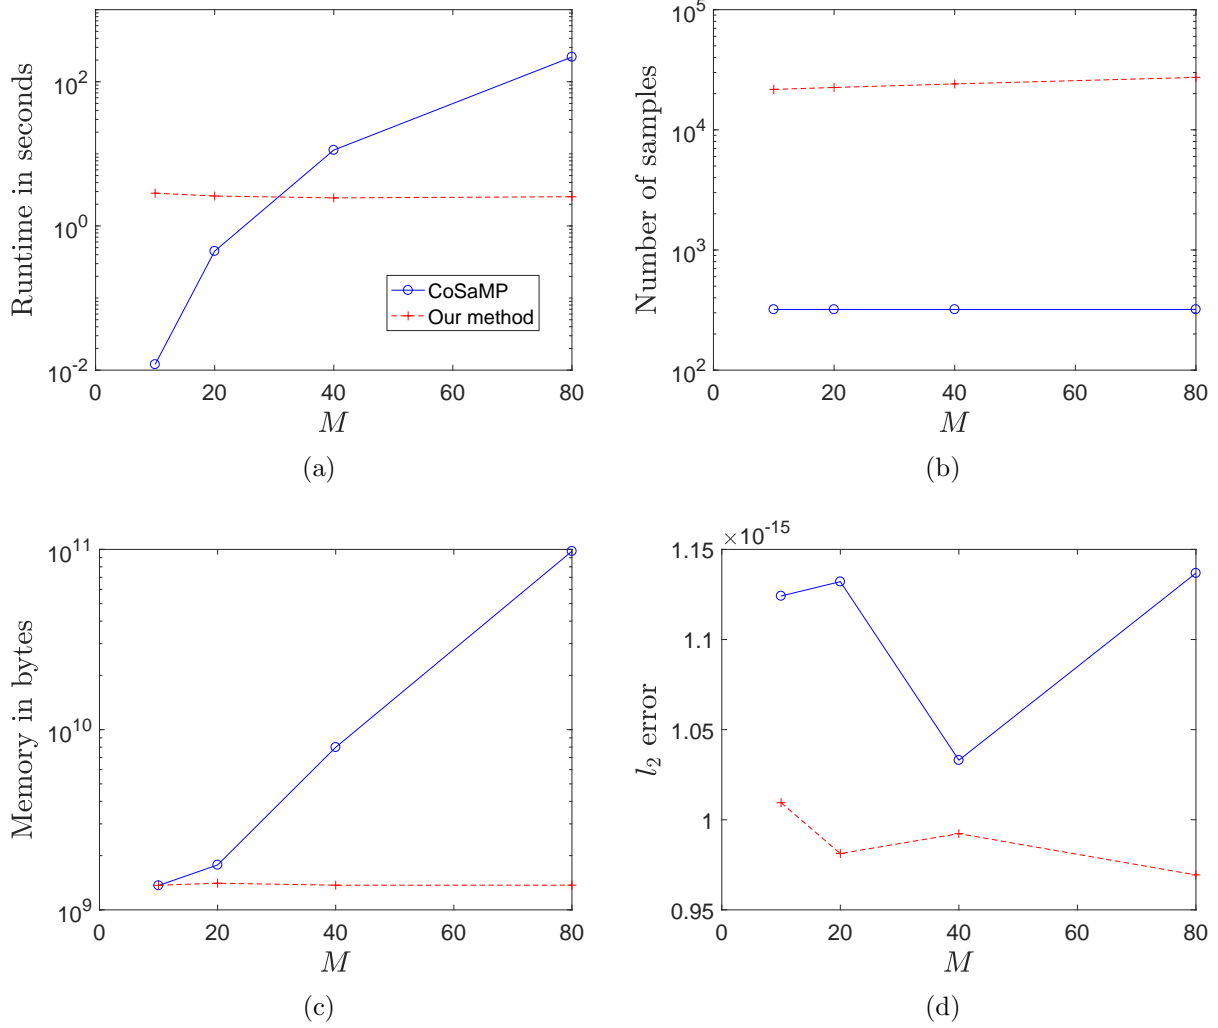 Runtime in seconds
10^2
10^0
10^-2
0 20 40 60 80
M
CoSaMP
Our method
(a)
Number of samples
10^5
10^4
10^3
10^2
0 20 40 60 80
M
(b)
Memory in bytes
10^11
10^10
10^9
0 20 40 60 80
M
(c)
×10^-15
l_2 error
1.15
1.1
1.05
1
0.95
0 20 40 60 80
M
(d)